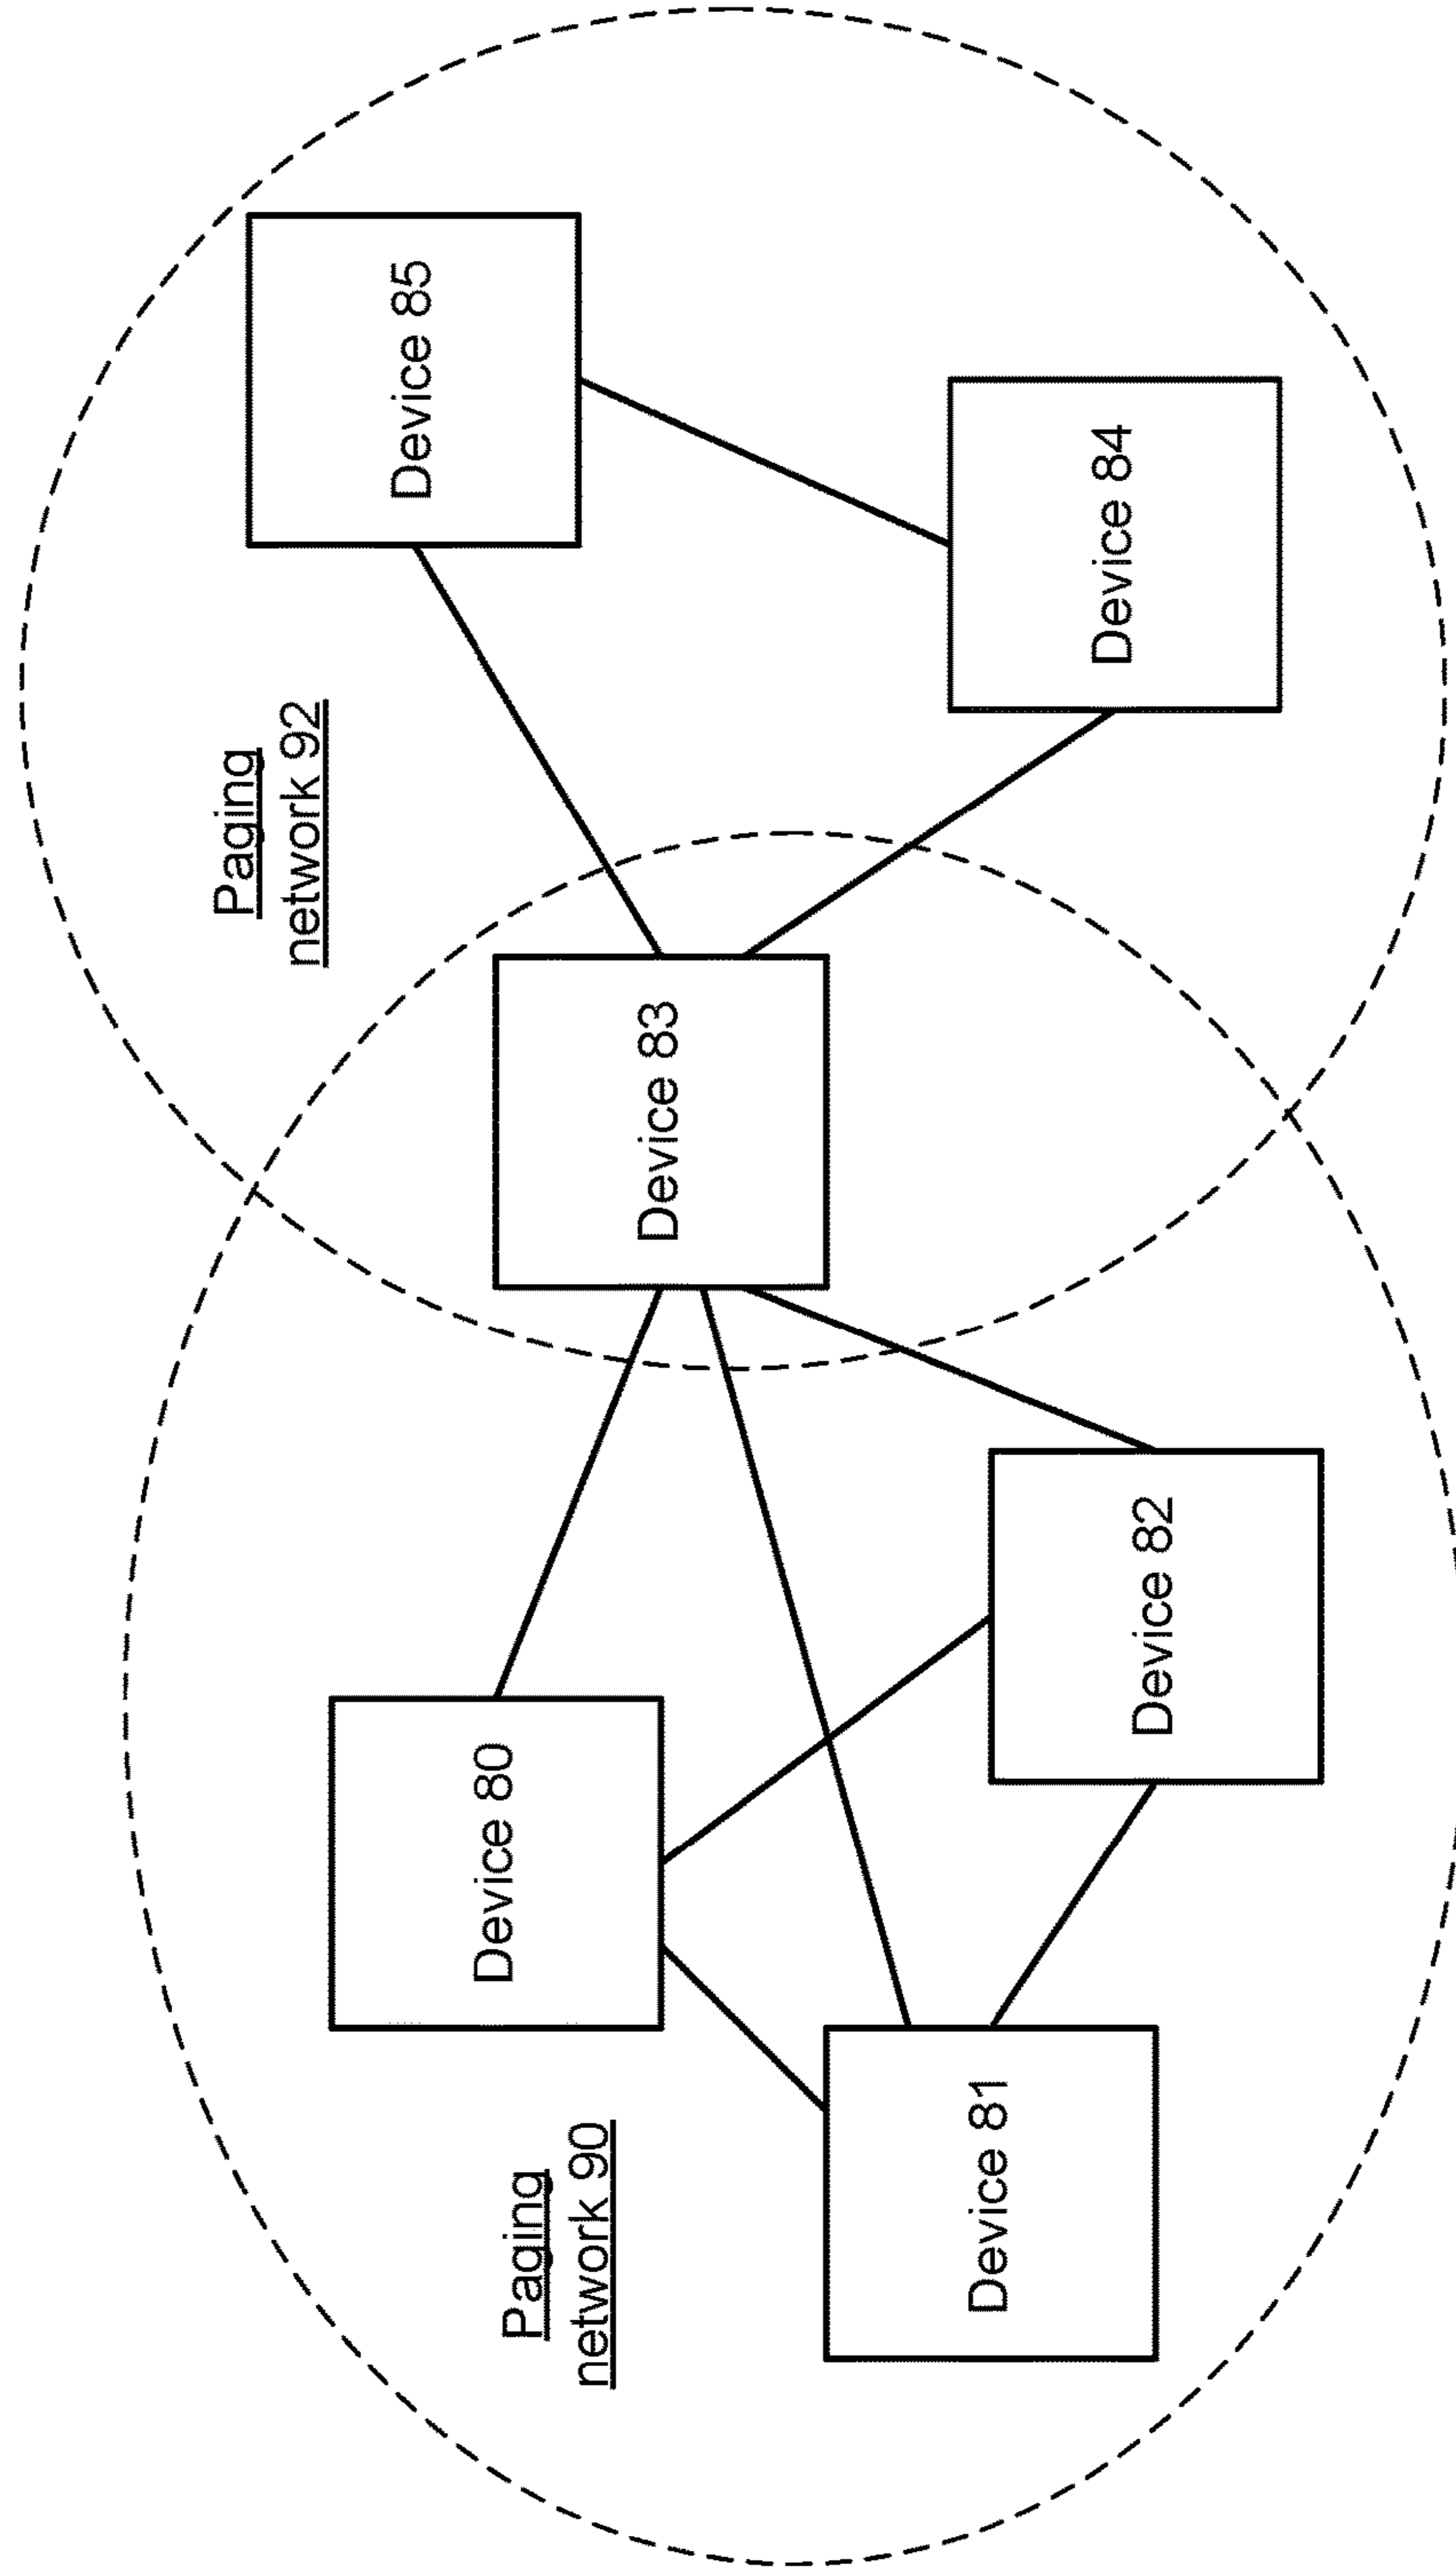 Paging
network 90
Paging
network 92
Device 80
Device 85
Device 83
Device 81
Device 82
Device 84